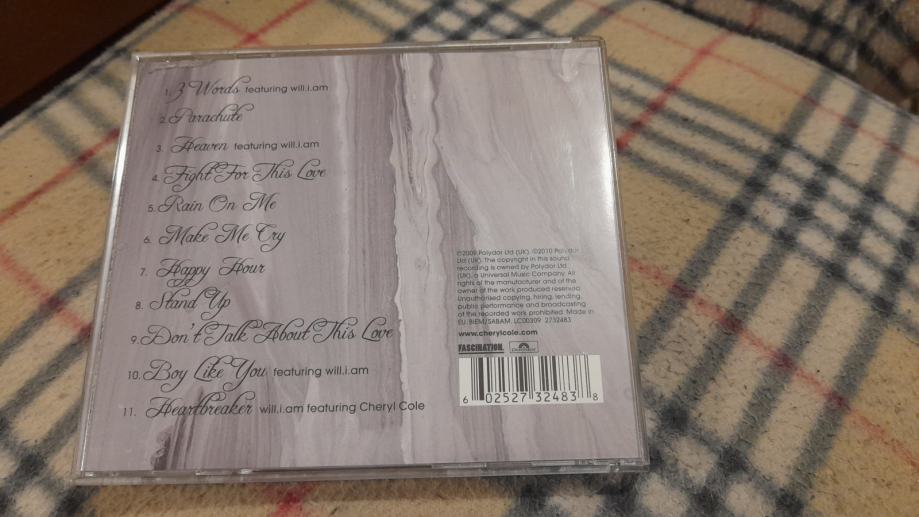 1. 3 Words featuring will.i.am
2. Parachute
3. Heaven featuring will.i.am
4. Fight For This Love
5. Rain On Me
6. Make Me Cry
7. Happy Hour
8. Stand Up
9. Don't Talk About This Love
10. Boy Like You featuring will.i.am
11. Heartbreaker will.i.am featuring Cheryl Cole
©2009 Polydor Ltd (UK). ©2010 Polydor
Ltd (UK). The copyright in this sound
recording is owned by Polydor Ltd
(UK), a Universal Music Company. All
rights of the manufacturer and of the
owner of the work produced reserved.
Unauthorised copying, hiring, lending,
public performance and broadcasting
of the recorded work prohibited. Made in
EU. BIEM/SABAM. LC00309 2732483
www.cherylcole.com
FASCINATION. Polydor
6 02527 32483 8